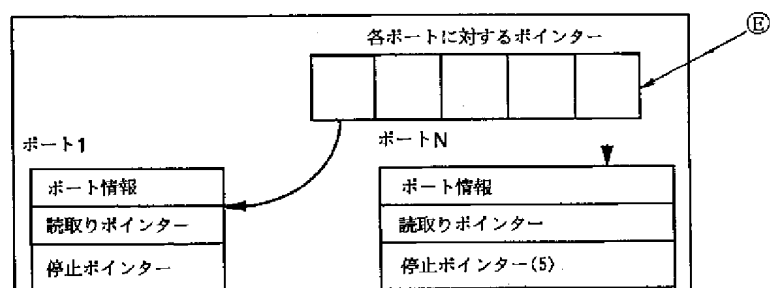 各ポートに対するポインター
Ⓔ
ポート1
ポートN
ポート情報
読取りポインター
停止ポインター
ポート情報
読取りポインター
停止ポインター(5)